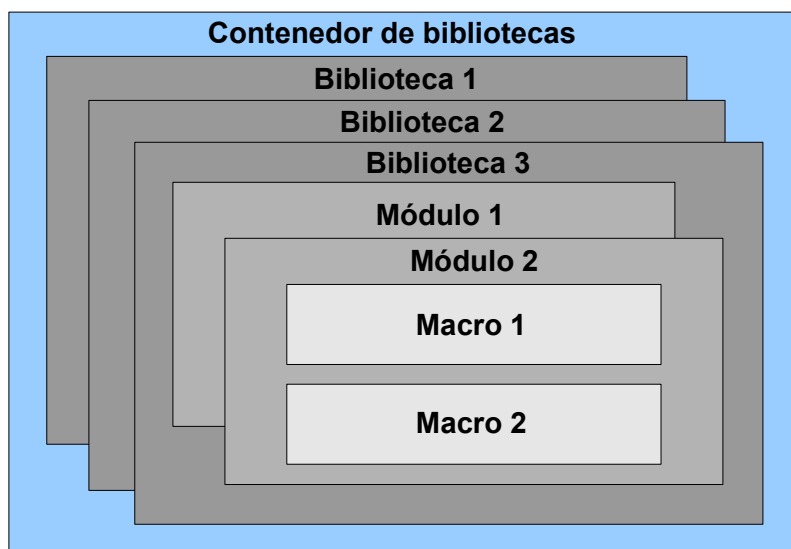 Contenedor de bibliotecas
Biblioteca 1
Biblioteca 2
Biblioteca 3
Módulo 1
Módulo 2
Macro 1
Macro 2